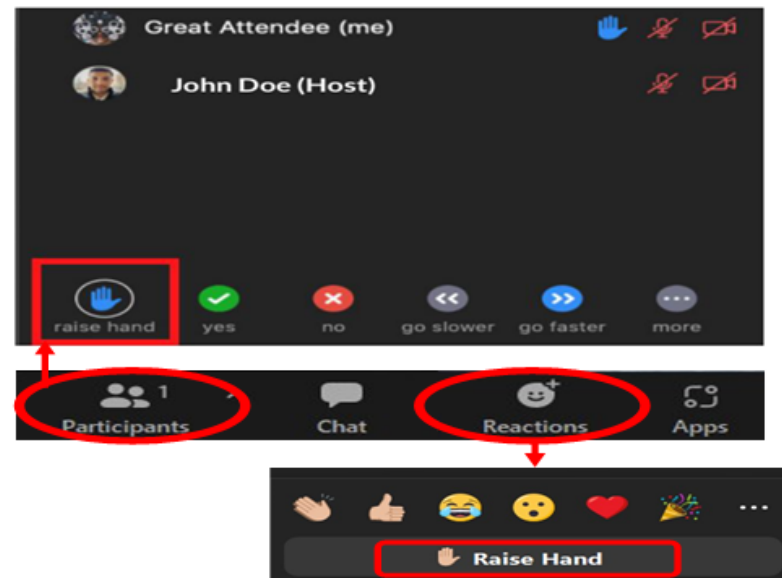 Great Attendee (me)
John Doe (Host)
raise hand yes no go slower go faster more
1
Participants Chat Reactions Apps
Raise Hand